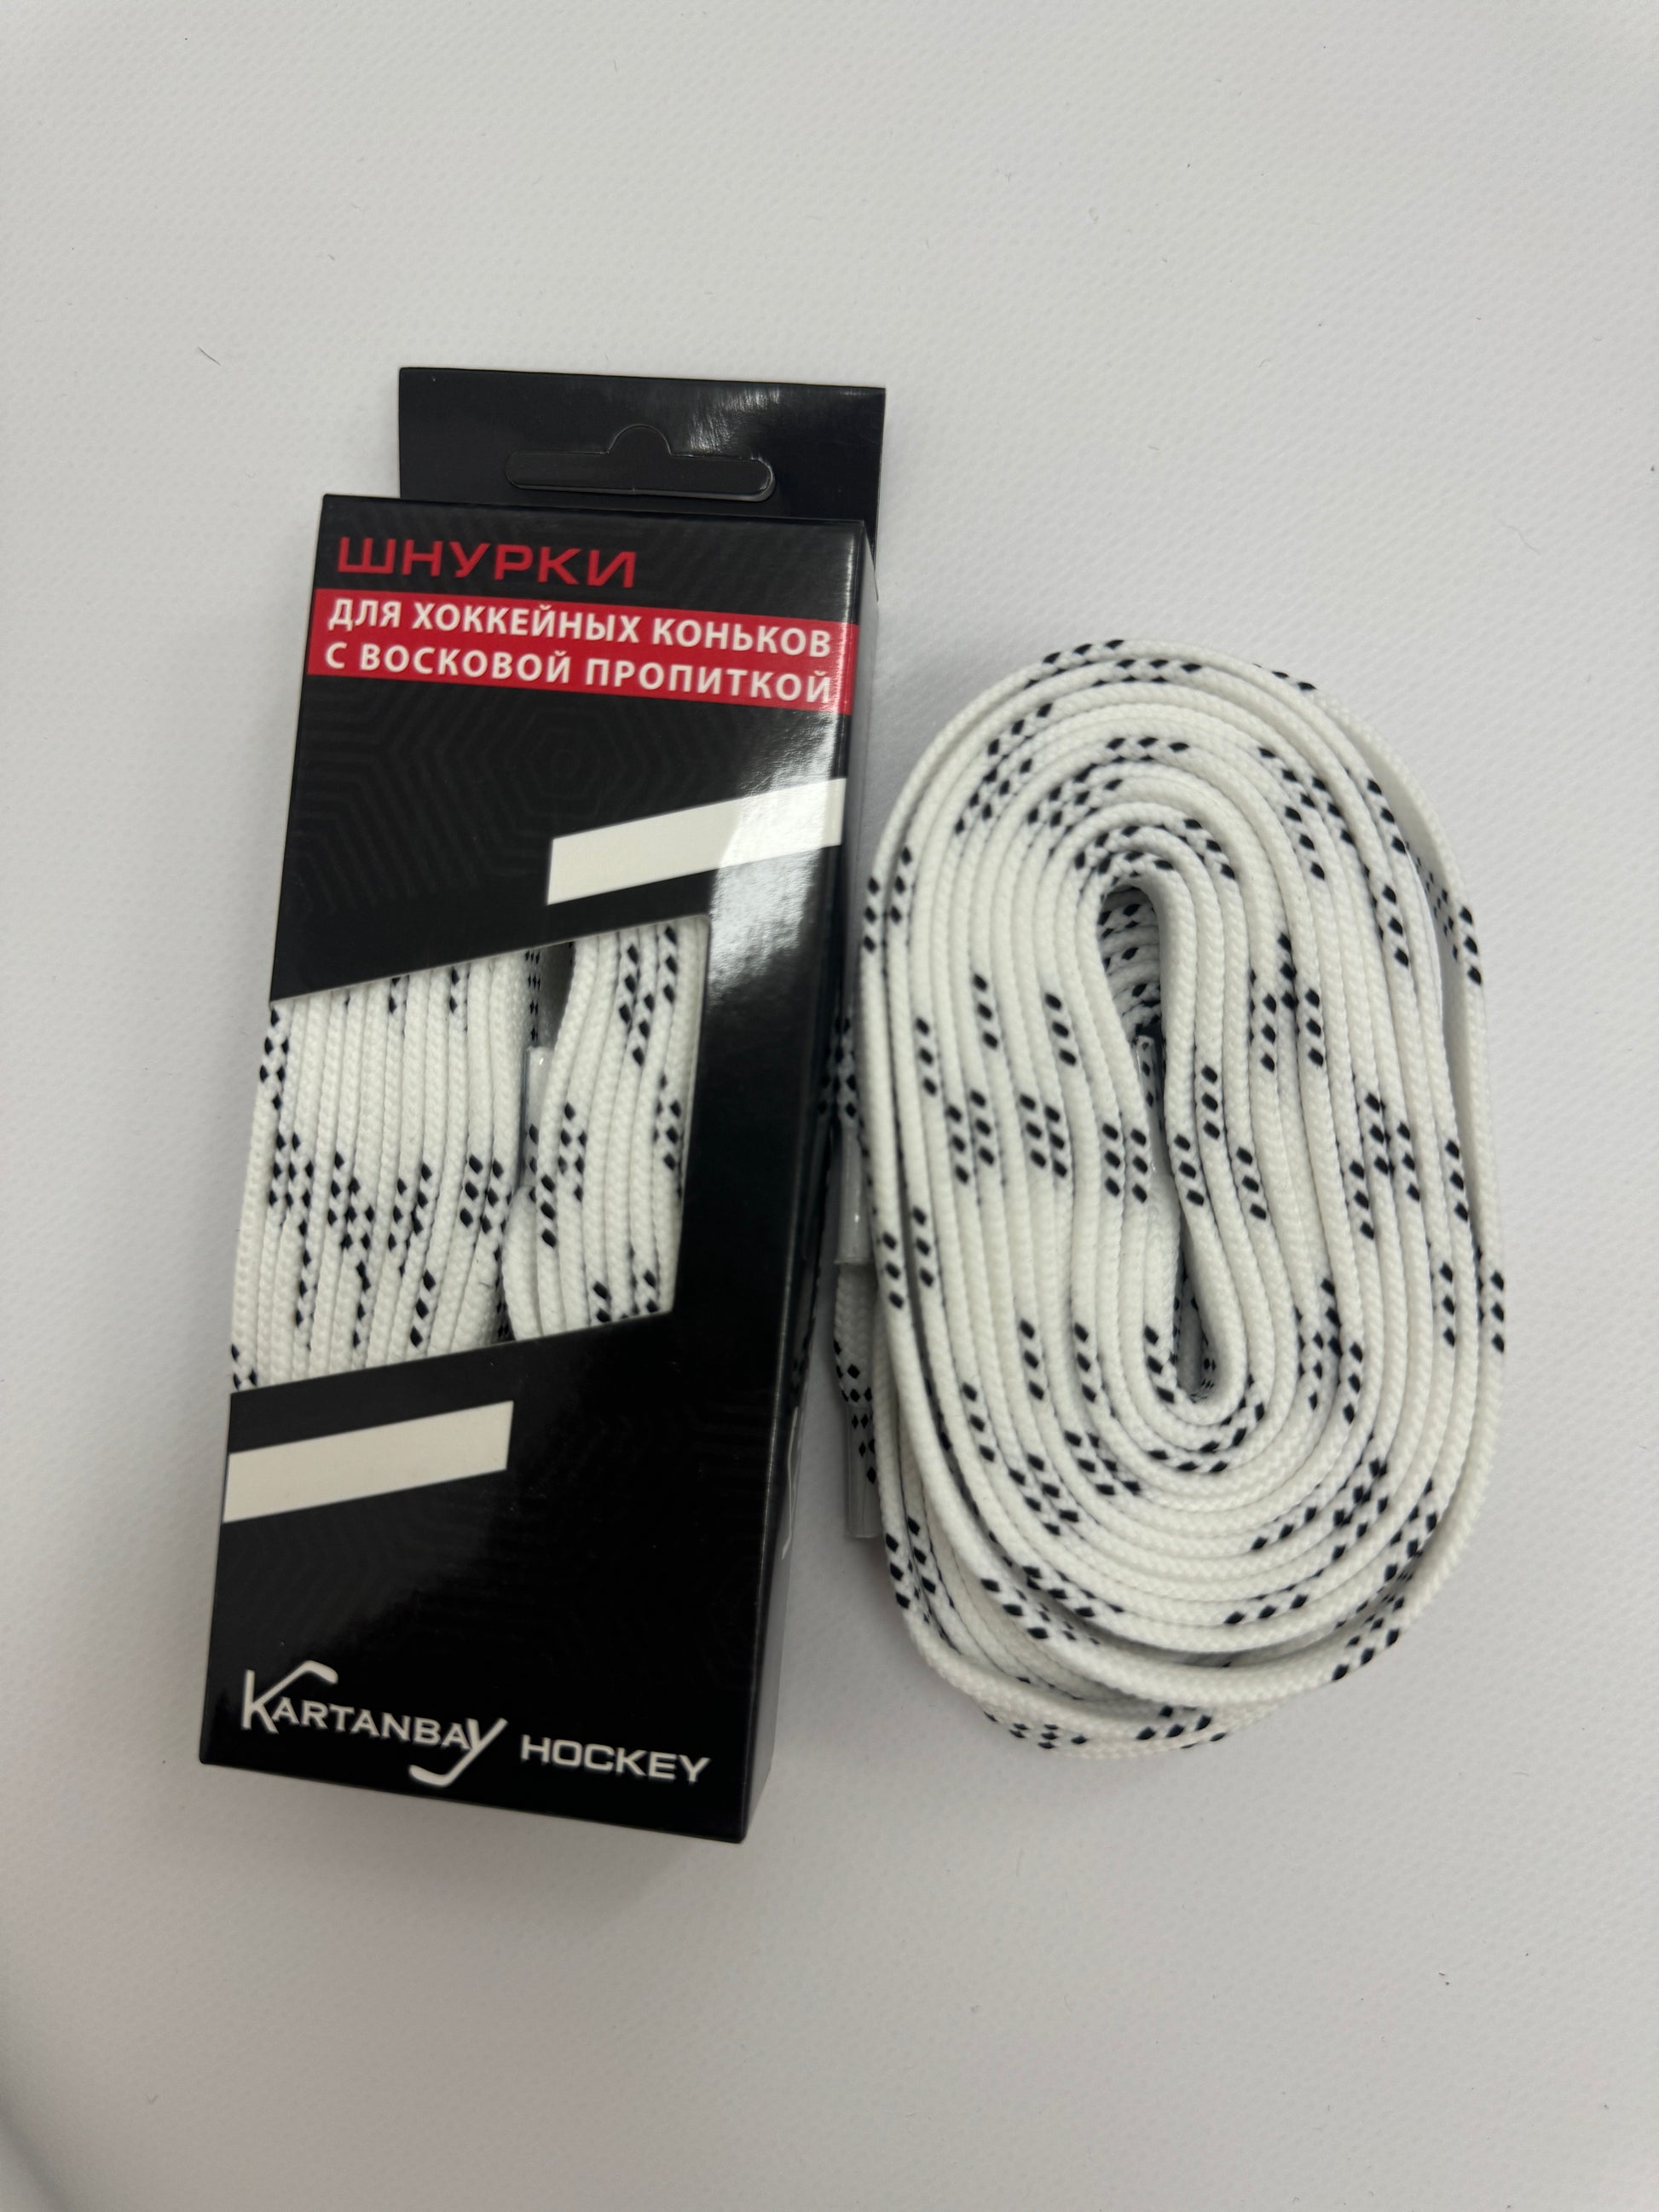 ШНУРКИ
ДЛЯ ХОККЕЙНЫХ КОНЬКОВ
С ВОСКОВОЙ ПРОПИТКОЙ
KARTANBAY HOCKEY